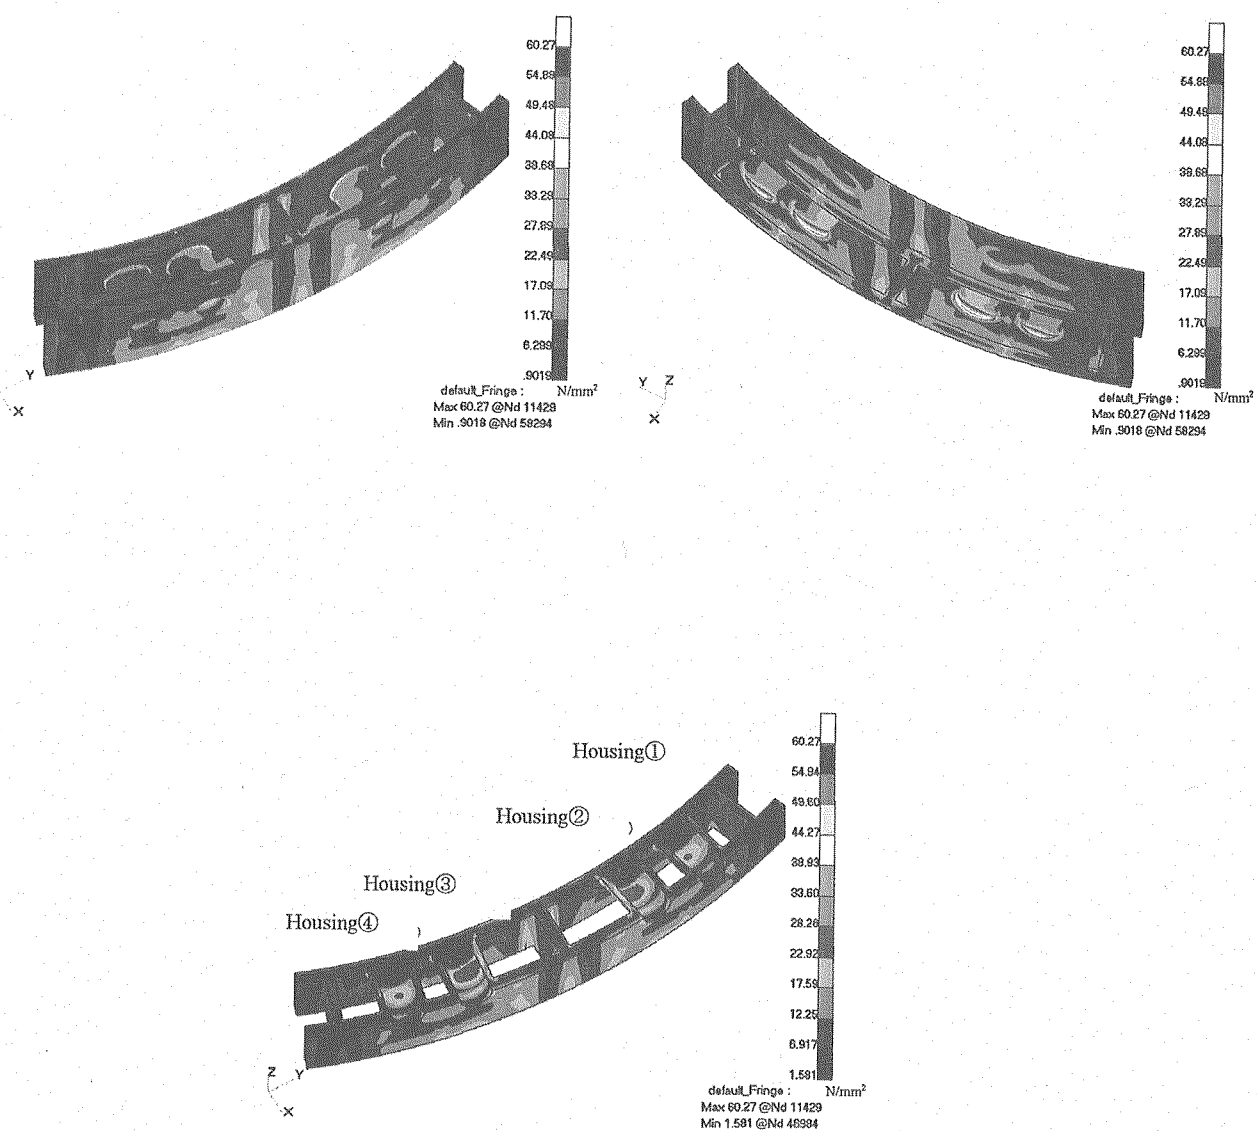 60.27
54.88
49.48
44.08
38.68
33.28
27.89
22.49
17.09
11.70
6.299
.9019
default_Fringe :
N/mm²
Max 60.27 @Nd 11429
Min .9018 @Nd 58294
Y
X
60.27
54.88
49.48
44.08
38.68
33.29
27.89
22.49
17.09
11.70
6.299
.9019
default_Fringe :
N/mm²
Max 60.27 @Nd 11429
Min .9018 @Nd 58294
Y
Z
X
Housing①
Housing②
Housing③
Housing④
60.27
54.94
49.60
44.27
38.93
33.60
28.26
22.92
17.59
12.25
6.917
1.581
default_Fringe :
N/mm²
Max 60.27 @Nd 11429
Min 1.581 @Nd 46984
Z
Y
X